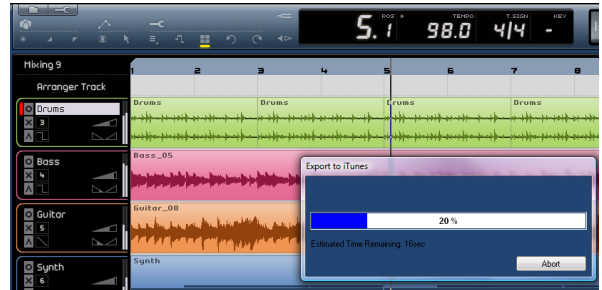 POS TEMPO T.SIGN KEY
5. 1 98.0 4/4 -
Mixing 9
1 2 3 4 5 6 7 8
Arranger Track
Drums
3
Drums Drums Drums Drums
Bass
4
Bass_05
Export to iTunes
20 %
Estimated Time Remaining: 16sec
Abort
Guitar
5
Guitar_08
Synth
6
Synth